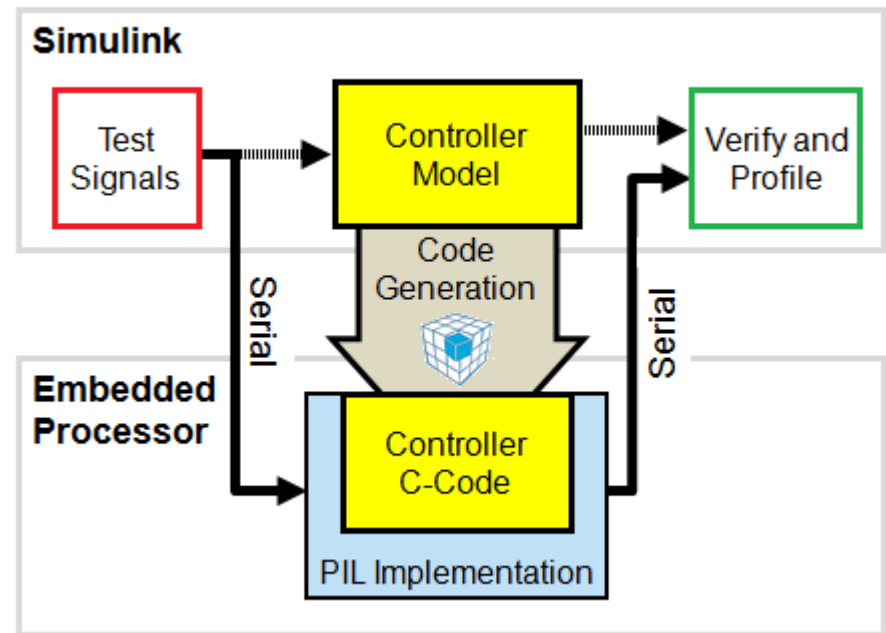 Simulink
Test
Signals
Controller
Model
Verify and
Profile
Code
Generation
Serial
Serial
Embedded
Processor
Controller
C-Code
PIL Implementation